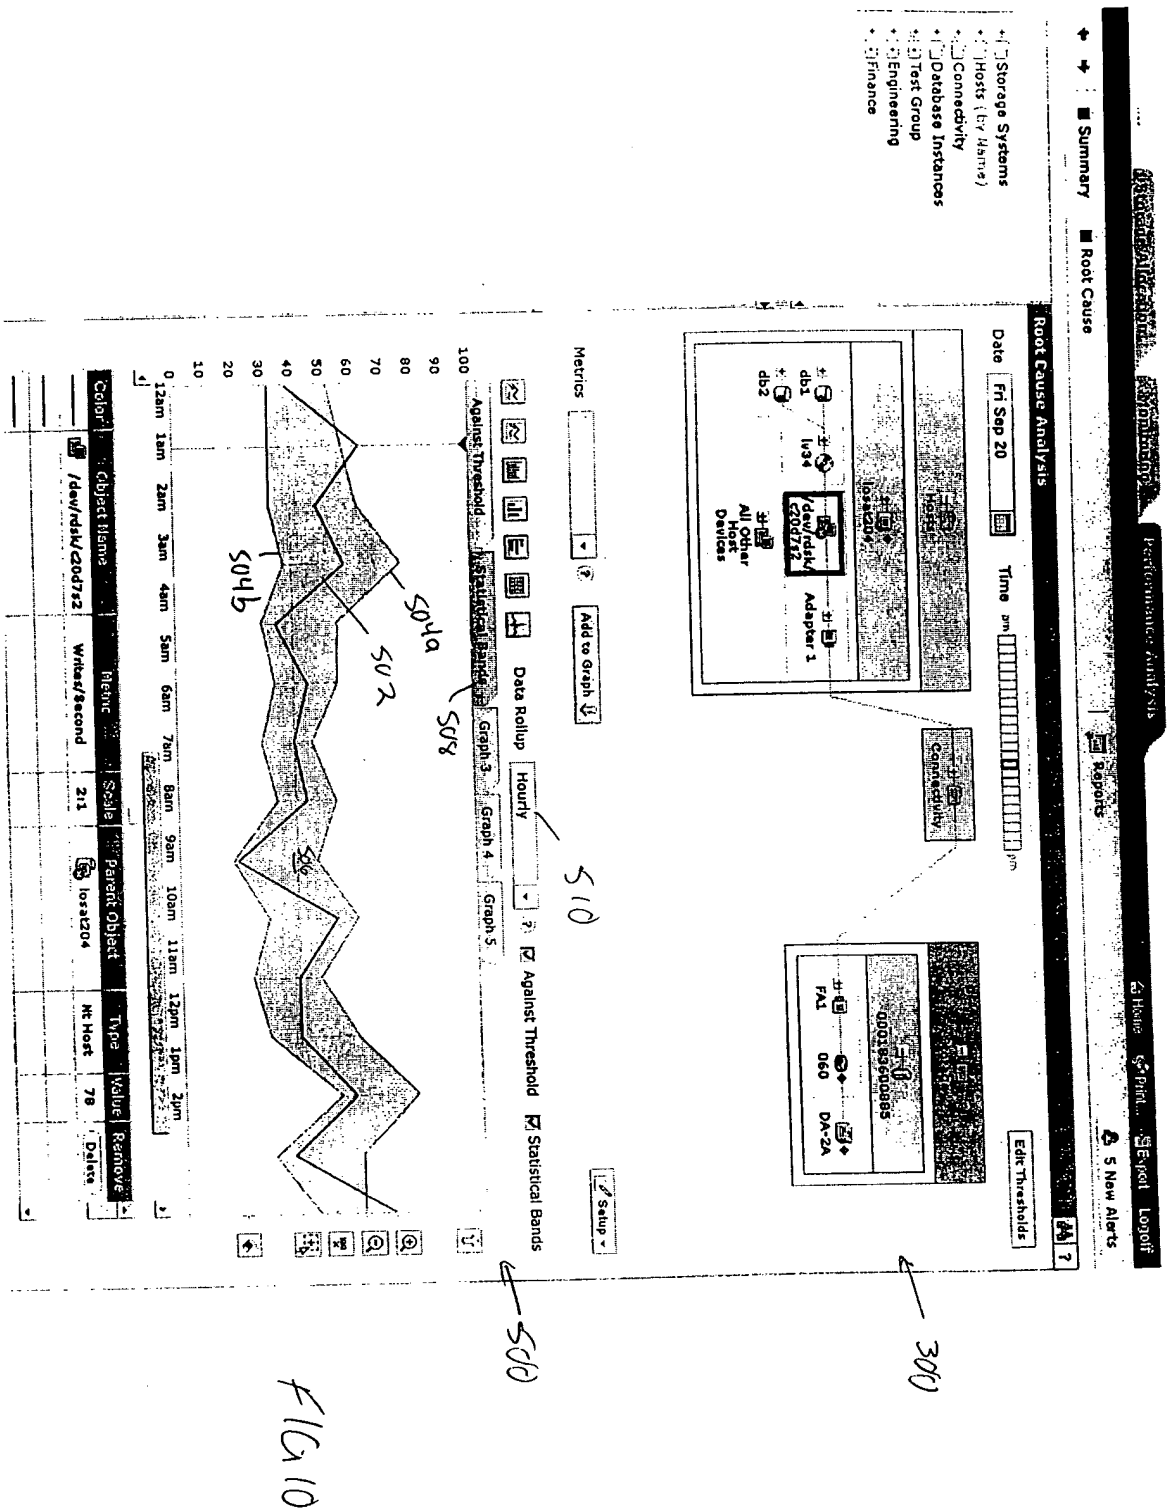 Performance Analysis
Home Print... Export Logoff
Summary Root Cause Reports 5 New Alerts
Storage Systems
Hosts (by Name)
Connectivity
Database Instances
Test Group
Engineering
Finance
Root Cause Analysis ?
Date Fri Sep 20 Time pm pm Edit Thresholds
300
Hosts
losat204
db1 lv34 /dev/rdsk/c20d7s2 Adapter 1
db2 All Other Host Devices
Connectivity
000183600885
FA1 060 DA-2A
Metrics ? Add to Graph Setup
Data Rollup Hourly ? Against Threshold Statistical Bands
510
500
Against Threshold Statistical Bands Graph 3 Graph 4 Graph 5
508
100
90
80
70
60
50
40
30
20
10
0
504a
502
504b
506
12am 1am 2am 3am 4am 5am 6am 7am 8am 9am 10am 11am 12pm 1pm 2pm
Color Object Name Metric Scale Parent Object Type Value Remove
/dev/rdsk/c20d7s2 Writes/Second 2:1 losat204 Nt Host 78 Delete
FIG 10